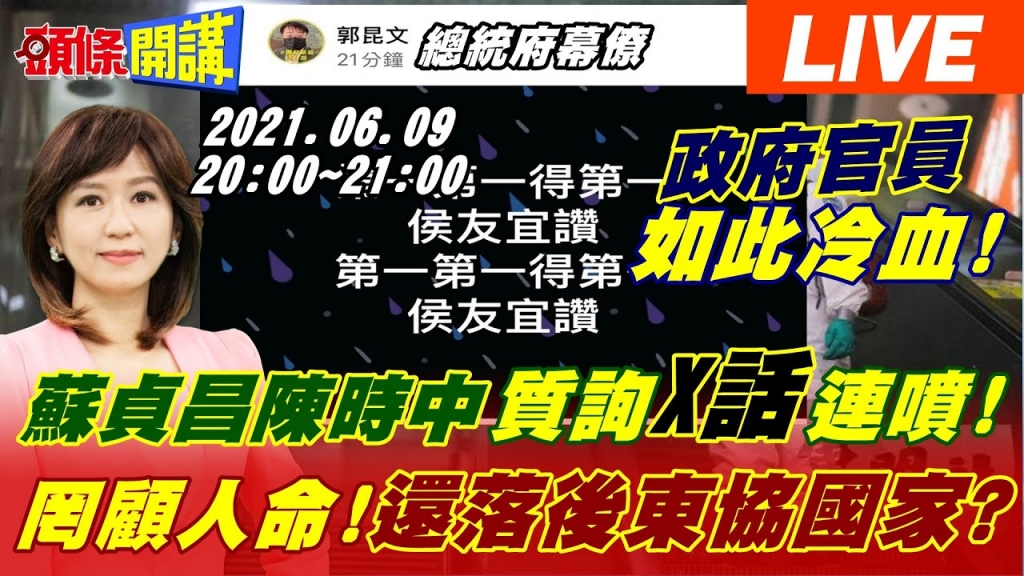 頭條開講
郭昆文
21分鐘
總統府幕僚
LIVE
2021.06.09
20:00~21:00
第一得第一
侯友宜讚
第一第一得第
侯友宜讚
政府官員
如此冷血!
蘇貞昌陳時中質詢X話連噴!
罔顧人命!還落後東協國家?